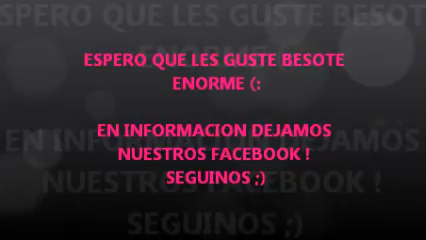 ESPERO QUE LES GUSTE BESOTE
ENORME (:
EN INFORMACION DEJAMOS
NUESTROS FACEBOOK !
SEGUINOS ;)